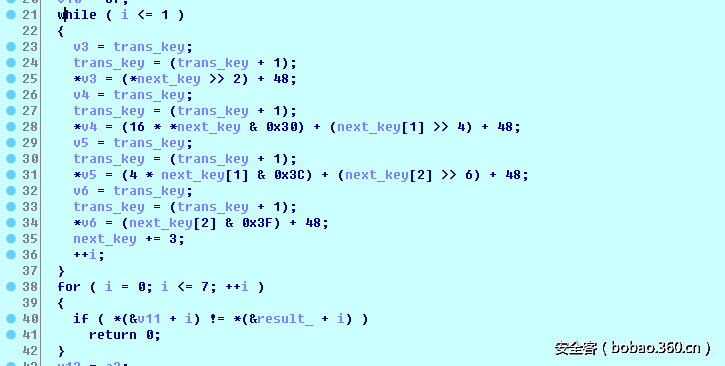 21 while ( i <= 1 )
22 {
23 v3 = trans_key;
24 trans_key = (trans_key + 1);
25 *v3 = (*next_key >> 2) + 48;
26 v4 = trans_key;
27 trans_key = (trans_key + 1);
28 *v4 = (16 * *next_key & 0x30) + (next_key[1] >> 4) + 48;
29 v5 = trans_key;
30 trans_key = (trans_key + 1);
31 *v5 = (4 * next_key[1] & 0x3C) + (next_key[2] >> 6) + 48;
32 v6 = trans_key;
33 trans_key = (trans_key + 1);
34 *v6 = (next_key[2] & 0x3F) + 48;
35 next_key += 3;
36 ++i;
37 }
38 for ( i = 0; i <= 7; ++i )
39 {
40 if ( *(&v11 + i) != *(&result_ + i) )
41 return 0;
42 }
安全客 ( bobao.360.cn )